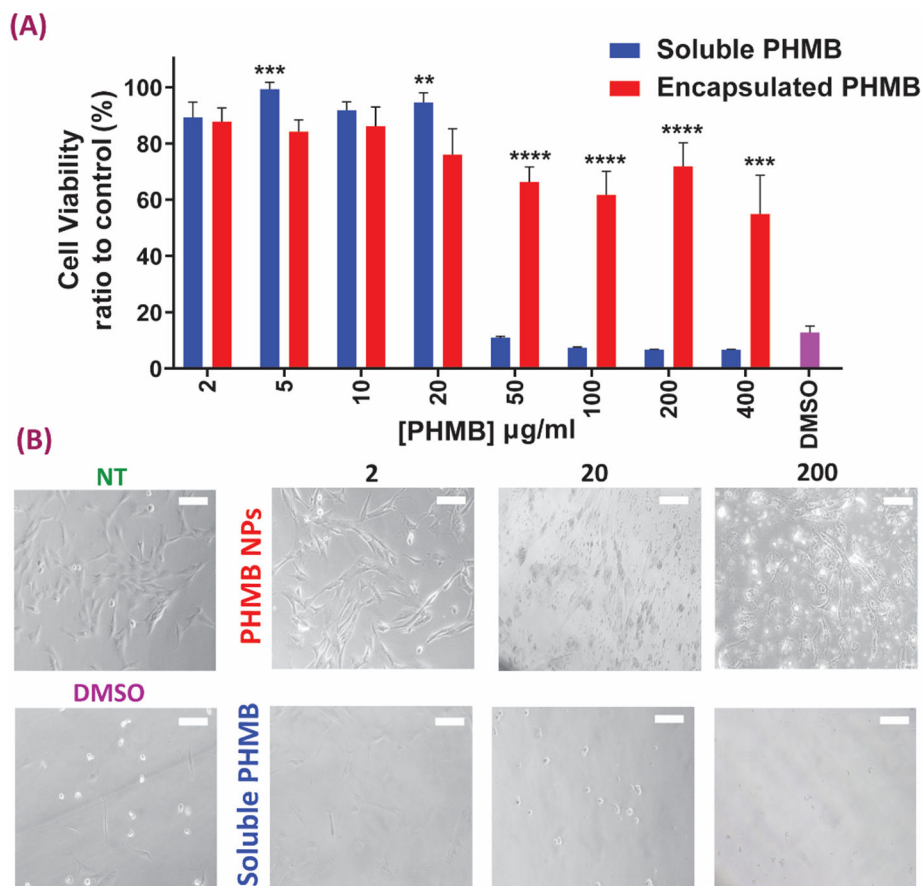 (A)
Soluble PHMB
Encapsulated PHMB
Cell Viability
ratio to control (%)
100
80
60
40
20
0
***
**
****
****
****
***
2
5
10
20
50
100
200
400
DMSO
[PHMB] µg/ml
(B)
NT
2
20
200
PHMB NPs
DMSO
Soluble PHMB